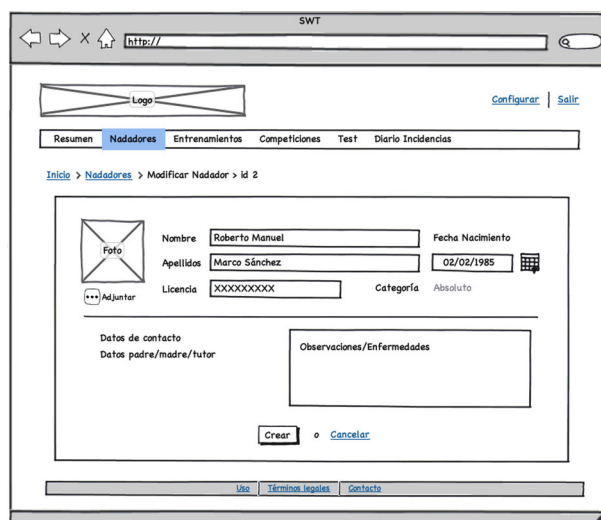 SWT
http://
Logo
Configurar Salir
Resumen Nadadores Entrenamientos Competiciones Test Diario Incidencias
Inicio > Nadadores > Modificar Nadador > id 2
Foto
Nombre Roberto Manuel Fecha Nacimiento
Apellidos Marco Sánchez 02/02/1985
Adjuntar
Licencia XXXXXXXXX Categoría Absoluto
Datos de contacto
Datos padre/madre/tutor
Observaciones/Enfermedades
Crear o Cancelar
Uso Términos legales Contacto